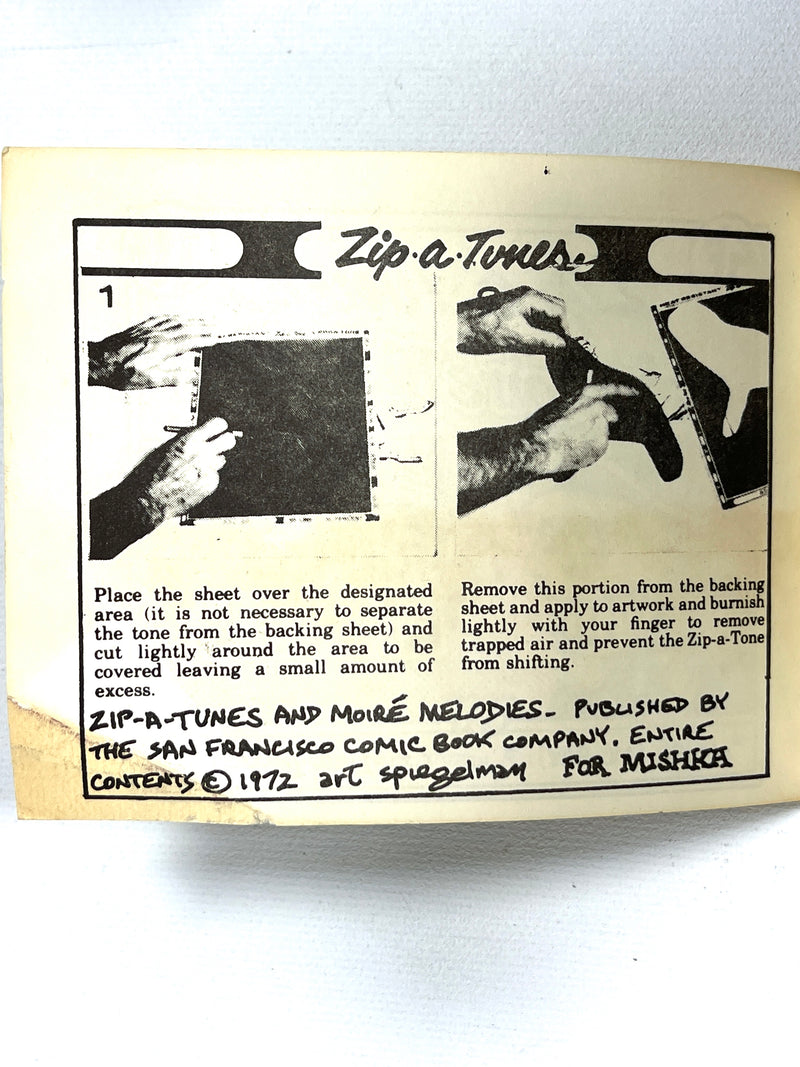 Zip·a·Tunes
1
2
HEAT RESISTANT
Place the sheet over the designated
area (it is not necessary to separate
the tone from the backing sheet) and
cut lightly around the area to be
covered leaving a small amount of
excess.
Remove this portion from the backing
sheet and apply to artwork and burnish
lightly with your finger to remove
trapped air and prevent the Zip-a-Tone
from shifting.
ZIP-A-TUNES AND MOIRÉ MELODIES– PUBLISHED BY
THE SAN FRANCISCO COMIC BOOK COMPANY. ENTIRE
CONTENTS © 1972 art spiegelman FOR MISHKA